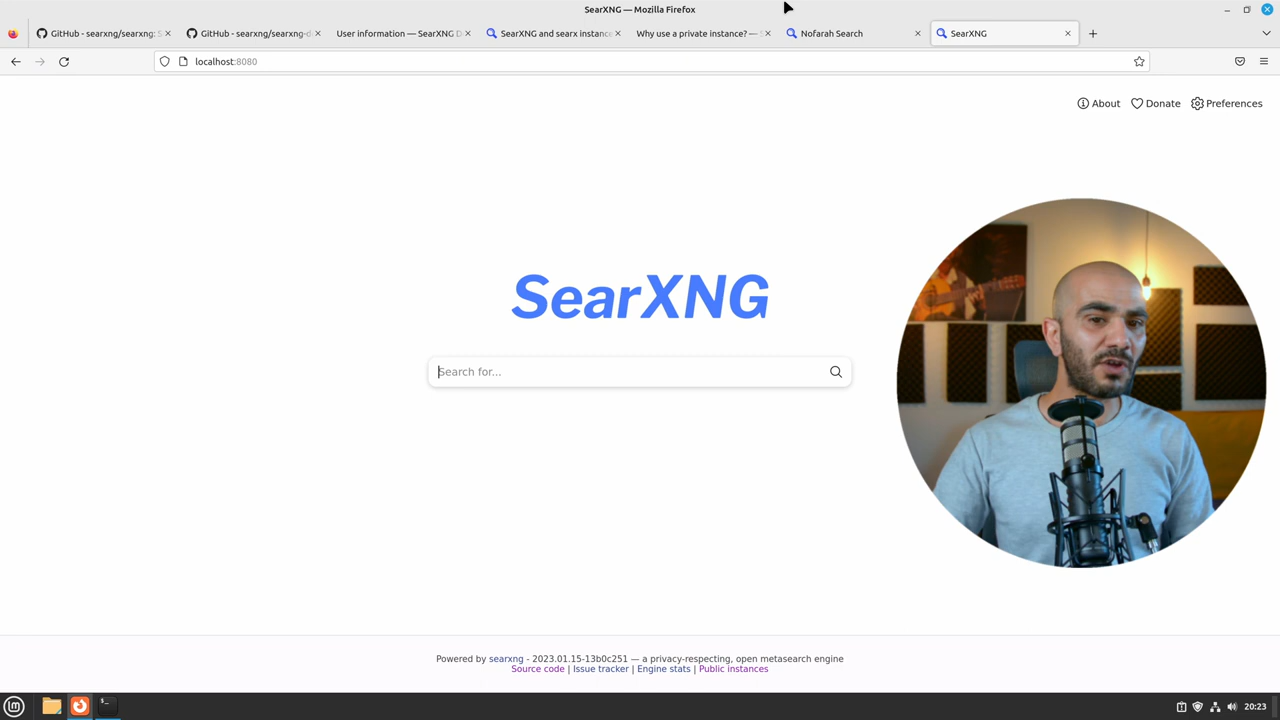 SearXNG — Mozilla Firefox
GitHub - searxng/searxng: S
GitHub - searxng/searxng-d
User information — SearXNG D
SearXNG and searx instance
Why use a private instance? — S
Nofarah Search
SearXNG
localhost:8080
About
Donate
Preferences
SearXNG
Search for...
Powered by searxng - 2023.01.15-13b0c251 — a privacy-respecting, open metasearch engine
Source code | Issue tracker | Engine stats | Public instances
20:23